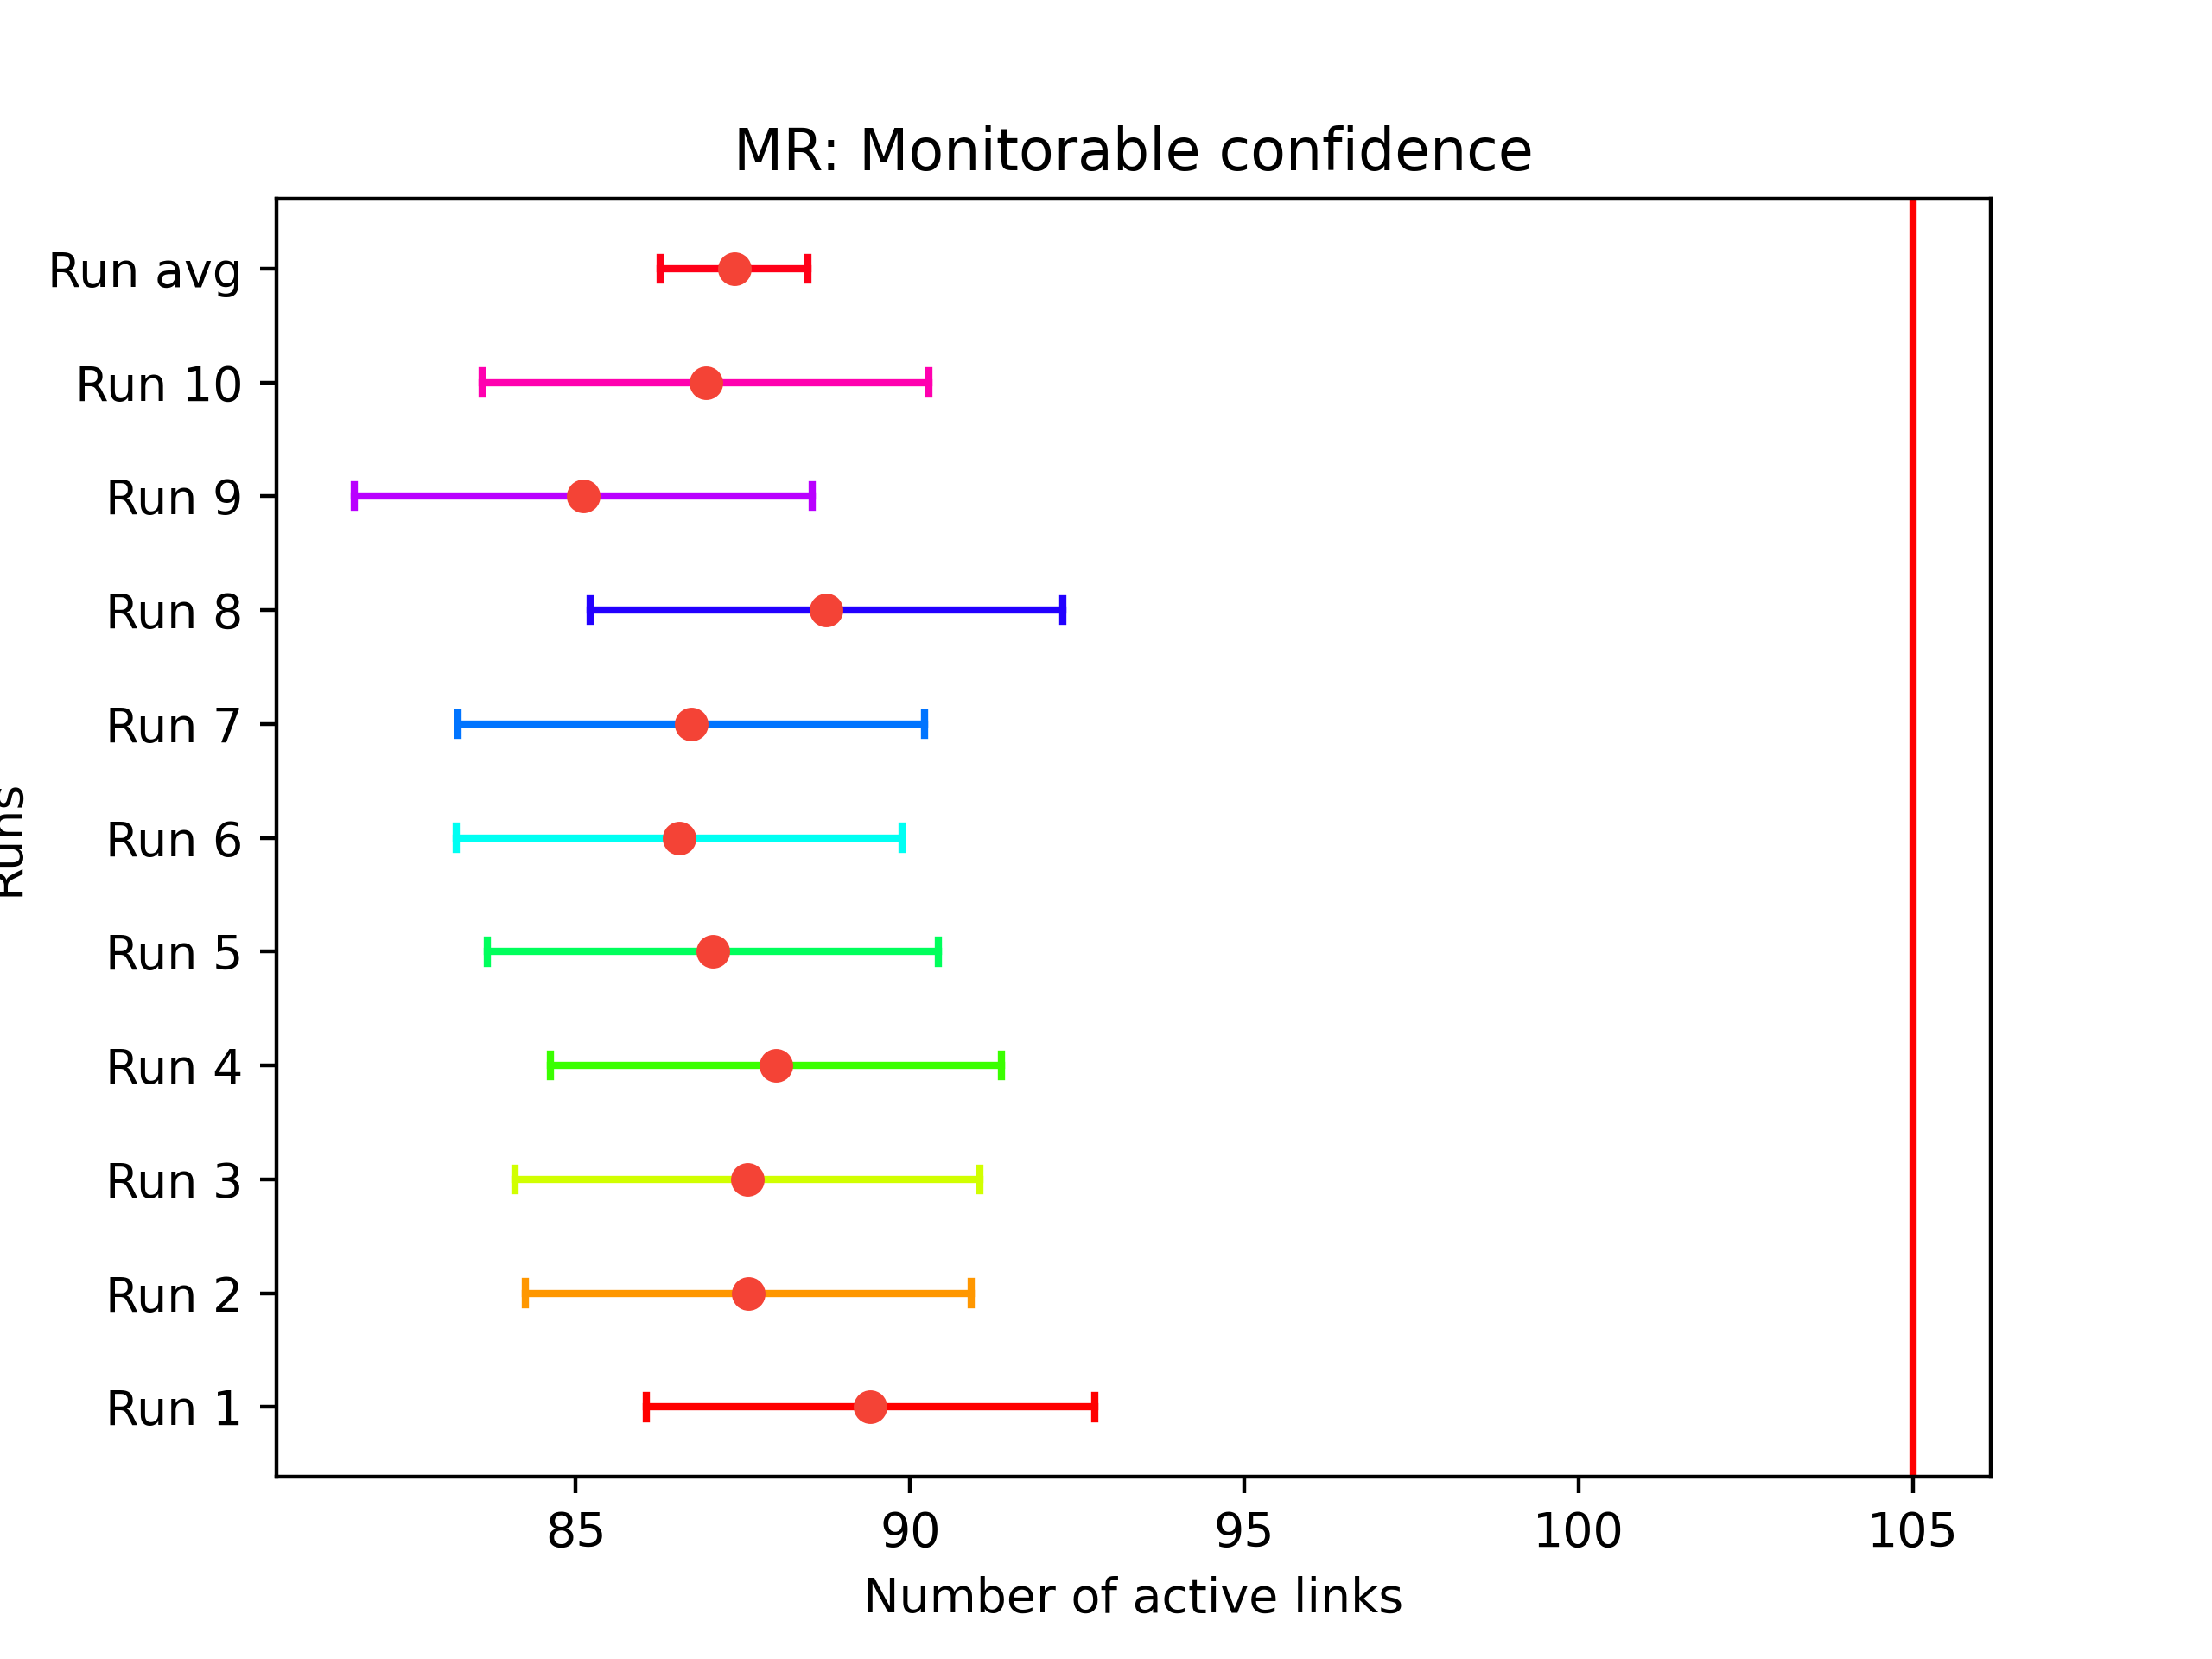 MR: Monitorable confidence
Run avg
Run 10
Run 9
Run 8
Run 7
Run 6
Run 5
Run 4
Run 3
Run 2
Run 1
Runs
85 90 95 100 105
Number of active links